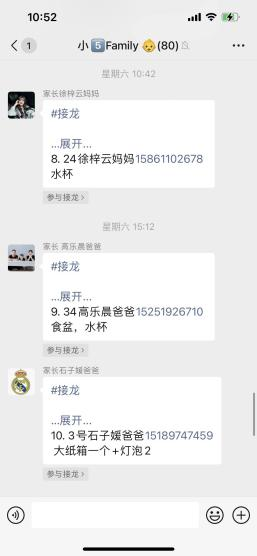 10:52
1
小5Family (80)
星期六 10:42
家长徐梓云妈妈
#接龙
...展开...
8. 24徐梓云妈妈15861102678
水杯
参与接龙
星期六 15:12
家长 高乐晨爸爸
#接龙
...展开...
9. 34高乐晨爸爸15251926710
食盆，水杯
参与接龙
家长石子媛爸爸
#接龙
...展开...
10. 3号石子媛爸爸15189747459
大纸箱一个+灯泡2
参与接龙